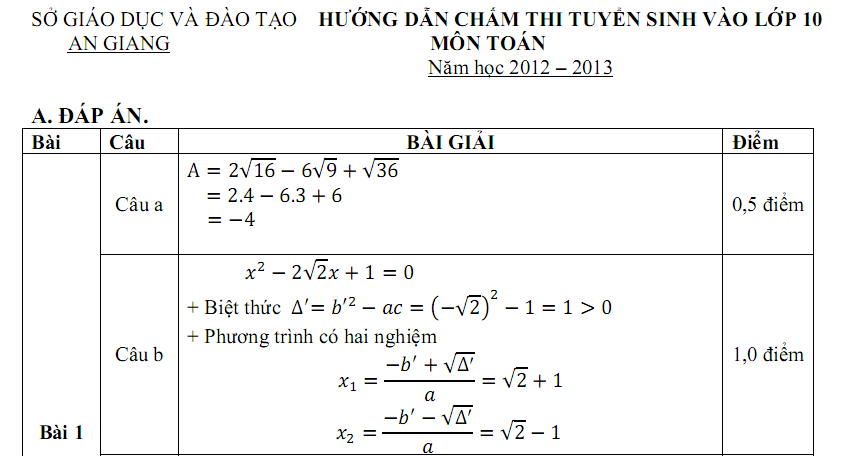 SỞ GIÁO DỤC VÀ ĐÀO TẠO HƯỚNG DẪN CHẤM THI TUYỂN SINH VÀO LỚP 10
AN GIANG MÔN TOÁN
Năm học 2012 – 2013
A. ĐÁP ÁN.
Bài Câu BÀI GIẢI Điểm
Bài 1
Câu a
A = 2√16 − 6√9 + √36
= 2.4 − 6.3 + 6
= −4
0,5 điểm
Câu b
x² − 2√2x + 1 = 0
+ Biệt thức Δ′= b′² − ac = (−√2)² − 1 = 1 > 0
+ Phương trình có hai nghiệm
x₁ = (−b′ + √Δ′)/a = √2 + 1
x₂ = (−b′ − √Δ′)/a = √2 − 1
1,0 điểm